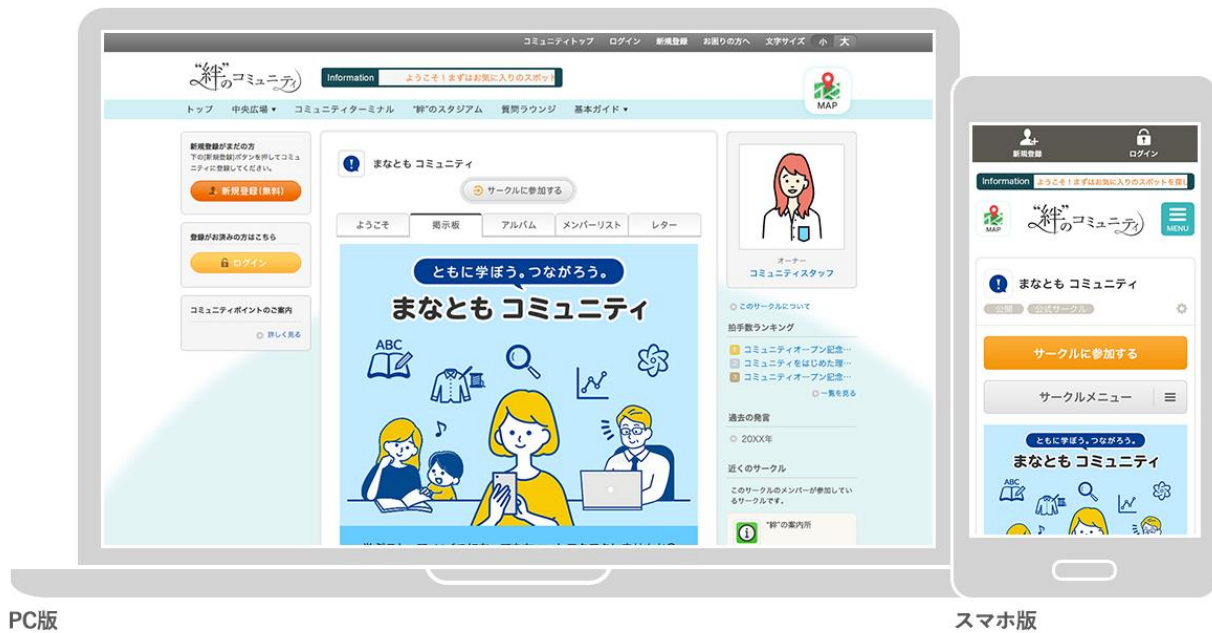 コミュニティトップ ログイン 新規登録 お困りの方へ 文字サイズ 小 大
“絆”のコミュニティ
Information ようこそ！まずはお気に入りのスポット
MAP
トップ 中央広場▼ コミュニティターミナル “絆”のスタジアム 質問ラウンジ 基本ガイド▼
新規登録がまだの方
下の[新規登録]ボタンを押してコミュ
ニティに登録してください。
新規登録(無料)
登録がお済みの方はこちら
ログイン
コミュニティポイントのご案内
詳しく見る
まなとも コミュニティ
サークルに参加する
ようこそ 掲示板 アルバム メンバーリスト レター
ともに学ぼう。つながろう。
まなとも コミュニティ
ABC
オーナー
コミュニティスタッフ
このサークルについて
拍手数ランキング
1 コミュニティオープン記念…
2 コミュニティをはじめた理…
3 コミュニティオープン記念…
一覧を見る
過去の発言
20XX年
近くのサークル
このサークルのメンバーが参加してい
るサークルです。
“絆”の案内所
PC版
新規登録 ログイン
Information ようこそ！まずはお気に入りのスポットを探し
MAP
“絆”のコミュニティ
MENU
まなとも コミュニティ
公開 公式サークル
サークルに参加する
サークルメニュー
ともに学ぼう。つながろう。
まなとも コミュニティ
ABC
スマホ版